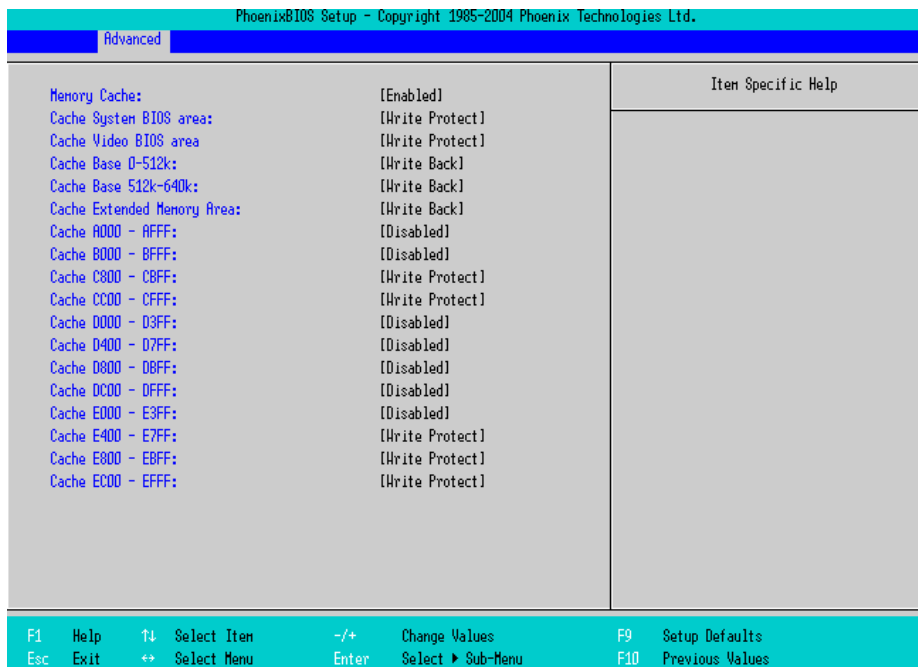 PhoenixBIOS Setup - Copyright 1985-2004 Phoenix Technologies Ltd.
Advanced
Item Specific Help
Memory Cache: [Enabled]
Cache System BIOS area: [Write Protect]
Cache Video BIOS area [Write Protect]
Cache Base 0-512k: [Write Back]
Cache Base 512k-640k: [Write Back]
Cache Extended Memory Area: [Write Back]
Cache A000 - AFFF: [Disabled]
Cache B000 - BFFF: [Disabled]
Cache C800 - CBFF: [Write Protect]
Cache CC00 - CFFF: [Write Protect]
Cache D000 - D3FF: [Disabled]
Cache D400 - D7FF: [Disabled]
Cache D800 - DBFF: [Disabled]
Cache DC00 - DFFF: [Disabled]
Cache E000 - E3FF: [Disabled]
Cache E400 - E7FF: [Write Protect]
Cache E800 - EBFF: [Write Protect]
Cache EC00 - EFFF: [Write Protect]
F1 Help ↑↓ Select Item -/+ Change Values F9 Setup Defaults
Esc Exit ↔ Select Menu Enter Select ▶ Sub-Menu F10 Previous Values